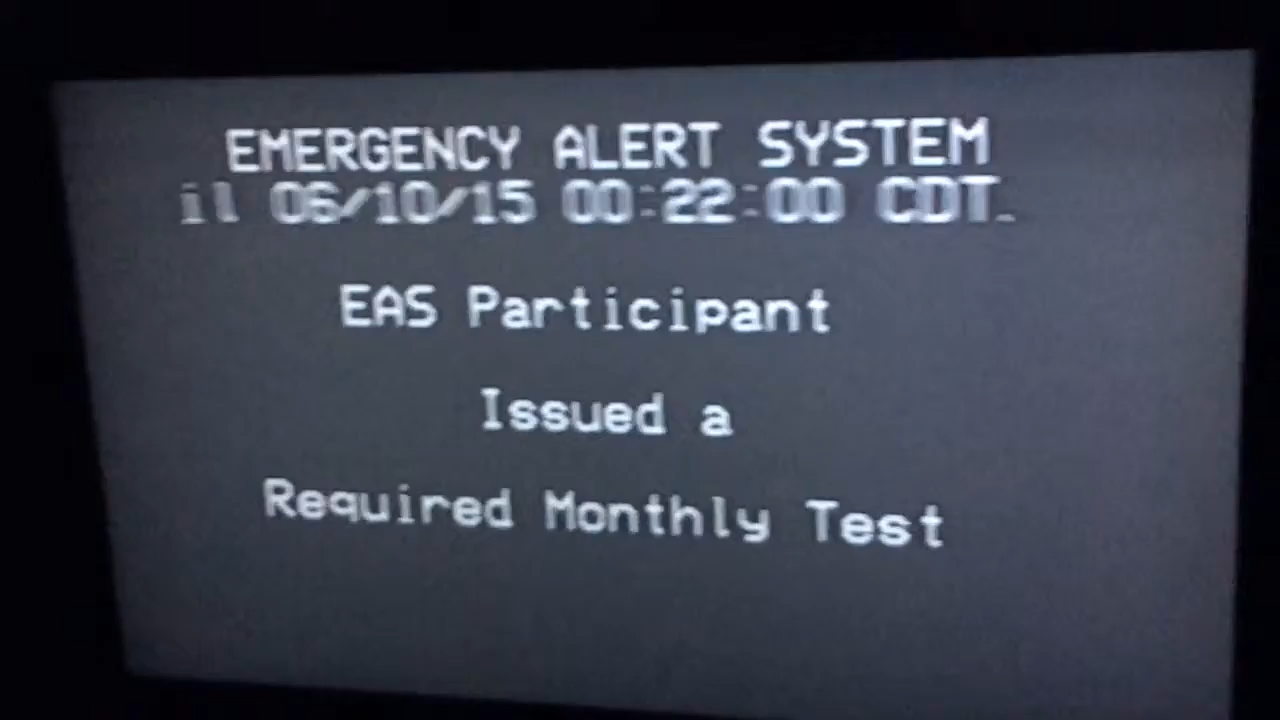 EMERGENCY ALERT SYSTEM
il 06/10/15 00:22:00 CDT.
EAS Participant
Issued a
Required Monthly Test